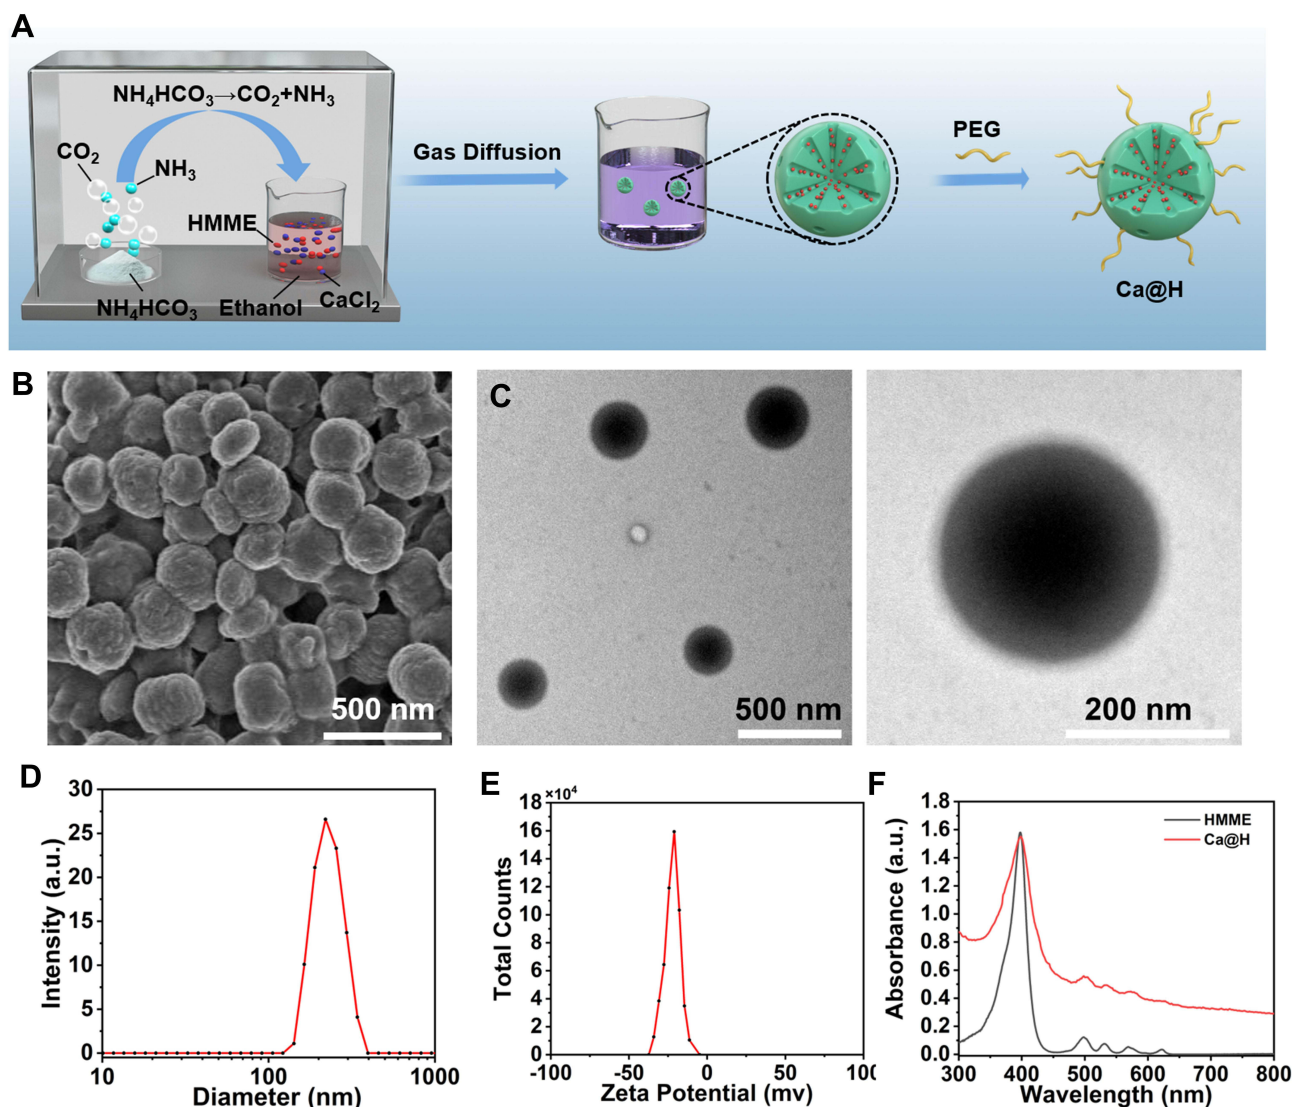 A
NH₄HCO₃→CO₂+NH₃
CO₂
NH₃
HMME
NH₄HCO₃
Ethanol
CaCl₂
Gas Diffusion
PEG
Ca@H
B
500 nm
C
500 nm
200 nm
D
30
25
20
15
10
5
0
10
100
1000
Intensity (a.u.)
Diameter (nm)
E
×10⁴
18
16
14
12
10
8
6
4
2
0
-100
-50
0
50
100
Total Counts
Zeta Potential (mv)
F
1.8
1.6
1.4
1.2
1.0
0.8
0.6
0.4
0.2
0.0
300
400
500
600
700
800
HMME
Ca@H
Absorbance (a.u.)
Wavelength (nm)